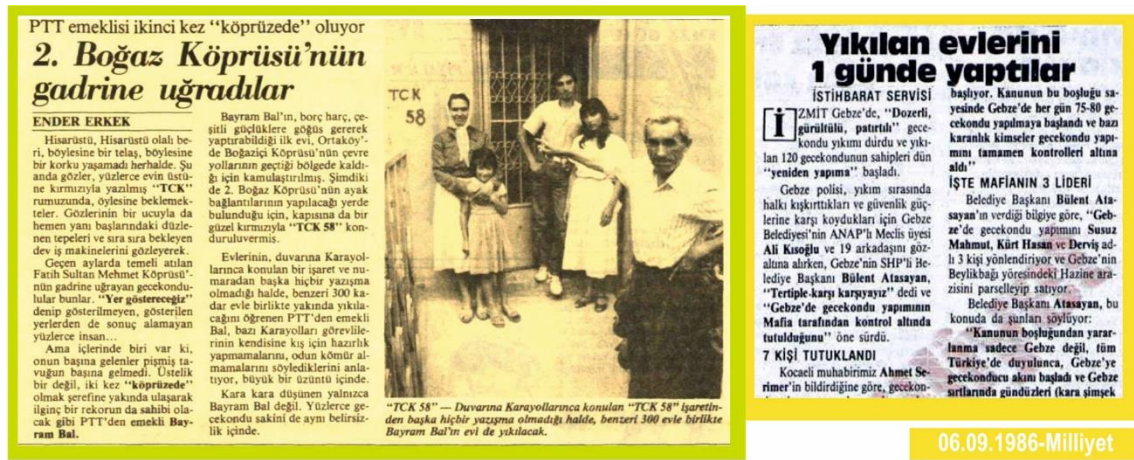 PTT emeklisi ikinci kez "köprüzede" oluyor
2. Boğaz Köprüsü'nün
gadrine uğradılar
ENDER ERKEK
Hisarüstü, Hisarüstü olalı be-
ri, böylesine bir telaş, böylesine
bir korku yaşamadı herhalde. Şu
anda gözler, yüzlerce evin üstü-
ne kırmızıyla yazılmış "TCK"
rumuzunda, öylesine beklemek-
teler. Gözlerinin bir ucuyla da
hemen yanı başlarındaki düzle-
nen tepeleri ve sıra sıra bekleyen
dev iş makinelerini gözleyerek.
Geçen aylarda temeli atılan
Fatih Sultan Mehmet Köprüsü'-
nün gadrine uğrayan gecekondu-
lular bunlar. "Yer göstereceğiz"
denip gösterilmeyen, gösterilen
yerlerden de sonuç alamayan
yüzlerce insan...
Ama içlerinde biri var ki,
onun başına gelenler pişmiş ta-
vuğun başına gelmedi. Üstelik
bir değil, iki kez "köprüzede"
olmak şerefine yakında ulaşarak
ilginç bir rekorun da sahibi ola-
cak gibi PTT'den emekli Bay-
ram Bal.
Bayram Bal'ın, borç harç, çe-
şitli güçlüklere göğüs gererek
yaptırabildiği ilk evi, Ortaköy'-
de Boğaziçi Köprüsü'nün çevre
yollarının geçtiği bölgede kaldı-
ğı için kamulaştırılmış. Şimdiki
de 2. Boğaz Köprüsü'nün ayak
bağlantılarının yapılacağı yerde
bulunduğu için, kapısına da bir
güzel kırmızıyla "TCK 58" kon-
duruluvermiş.
Evlerinin, duvarına Karayol-
larınca konulan bir işaret ve nu-
maradan başka hiçbir yazışma
olmadığı halde, benzeri 300 ka-
dar evle birlikte yakında yıkıla-
cağını öğrenen PTT'den emekli
Bal, bazı Karayolları görevlile-
rinin kendisine kış için hazırlık
yapmamalarını, odun kömür al-
mamalarını söylediklerini anla-
tıyor, büyük bir üzüntü içinde.
Kara kara düşünen yalnızca
Bayram Bal değil. Yüzlerce ge-
cekondu sakini de aynı belirsiz-
lik içinde.
TCK
58
"TCK 58" — Duvarına Karayollarınca konulan "TCK 58" işaretin-
den başka hiçbir yazışma olmadığı halde, benzeri 300 evle birlikte
Bayram Bal'ın evi de yıkılacak.
Yıkılan evlerini
1 günde yaptılar
İSTİHBARAT SERVİSİ
İZMİT Gebze'de, "Dozerli,
gürültülü, patırtılı" gece-
kondu yıkımı durdu ve yıkı-
lan 120 gecekondunun sahipleri dün
"yeniden yapıma" başladı.
Gebze polisi, yıkım sırasında
halkı kışkırttıkları ve güvenlik güç-
lerine karşı koydukları için Gebze
Belediyesi'nin ANAP'lı Meclis üyesi
Ali Kısoğlu ve 19 arkadaşını göz-
altına alırken, Gebze'nin SHP'li Be-
lediye Başkanı Bülent Atasayan,
"Tertiple karşı karşıyayız" dedi ve
"Gebze'de gecekondu yapımının
Mafia tarafından kontrol altında
tutulduğunu" öne sürdü.
7 KİŞİ TUTUKLANDI
Kocaeli muhabirimiz Ahmet Se-
rimer'in bildirdiğine göre, gecekon-
başlıyor. Kanunun bu boşluğu sa-
yesinde Gebze'de her gün 75-80 ge-
cekondu yapılmaya başlandı ve bazı
karanlık kimseler gecekondu yapı-
mını tamamen kontrolleri altına
aldı"
İŞTE MAFİANIN 3 LİDERİ
Belediye Başkanı Bülent Ata-
sayan'ın verdiği bilgiye göre, "Geb-
ze'de gecekondu yapımını Susuz
Mahmut, Kürt Hasan ve Derviş ad-
lı 3 kişi yönlendiriyor ve Gebze'nin
Beylikbağı yöresindeki Hazine ara-
zisini parselleyip satıyor.
Belediye Başkanı Atasayan, bu
konuda da şunları söylüyor:
"Kanunun boşluğundan yarar-
lanma sadece Gebze değil, tüm
Türkiye'de duyulunca, Gebze'ye
gecekonducu akını başladı ve Gebze
sırtlarında gündüzleri (kara şimşek
06.09.1986-Milliyet